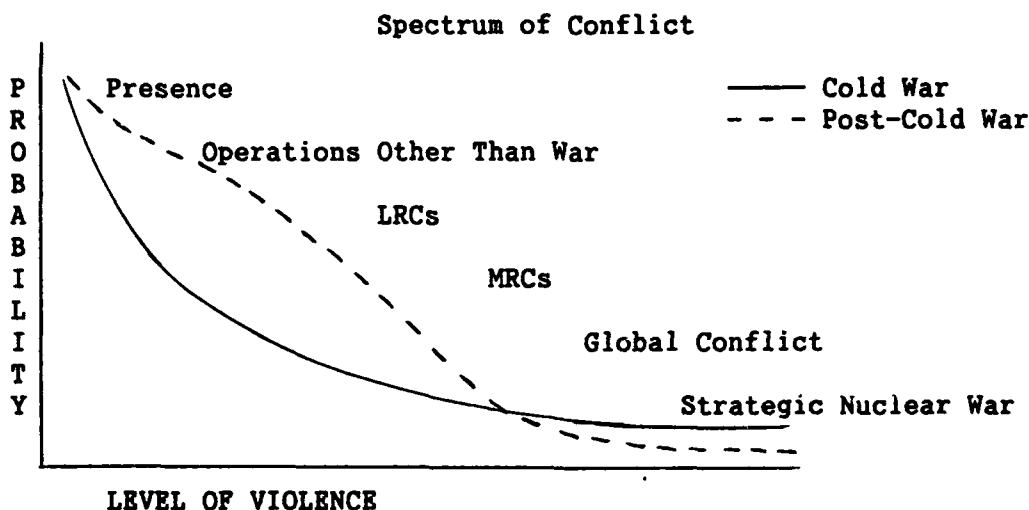 Spectrum of Conflict
PROBABILITY
Presence
Cold War
Post-Cold War
Operations Other Than War
LRCs
MRCs
Global Conflict
Strategic Nuclear War
LEVEL OF VIOLENCE